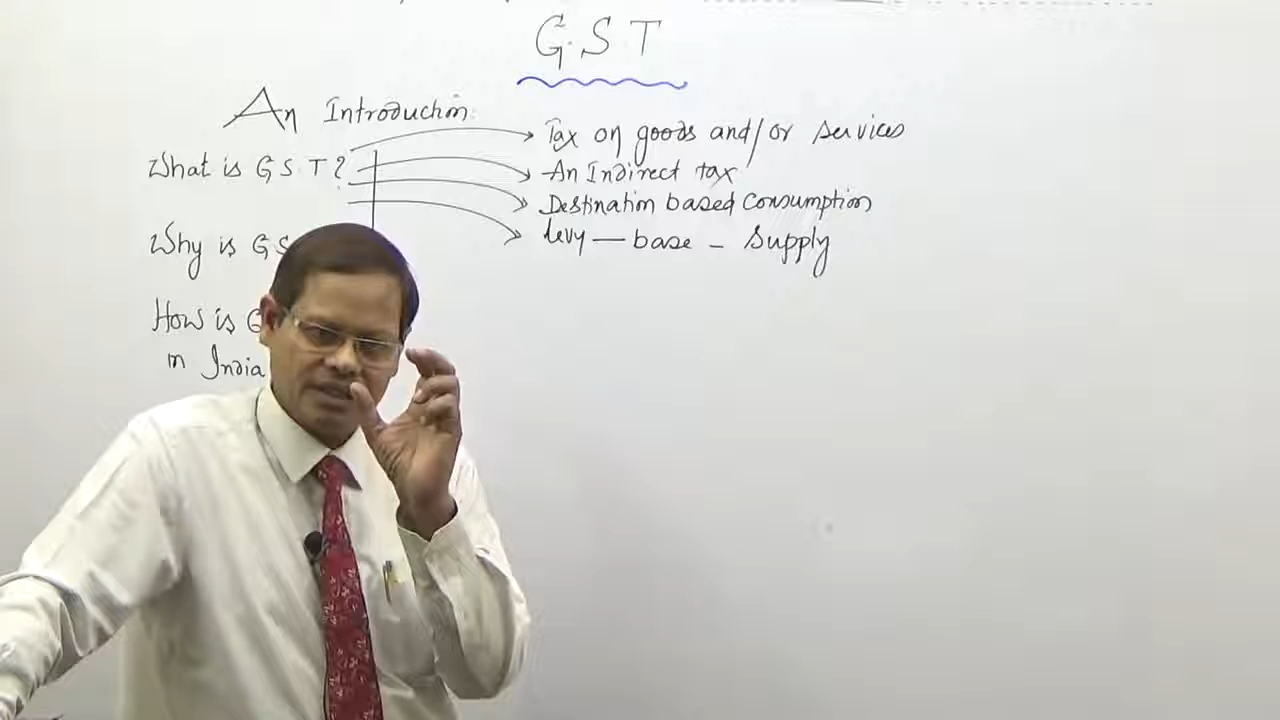 G.S.T
An Introduction
What is G.S.T?
Tax on goods and/or services
An Indirect tax
Destination based Consumption
levy — base - Supply
Why is GS
How is G
in India